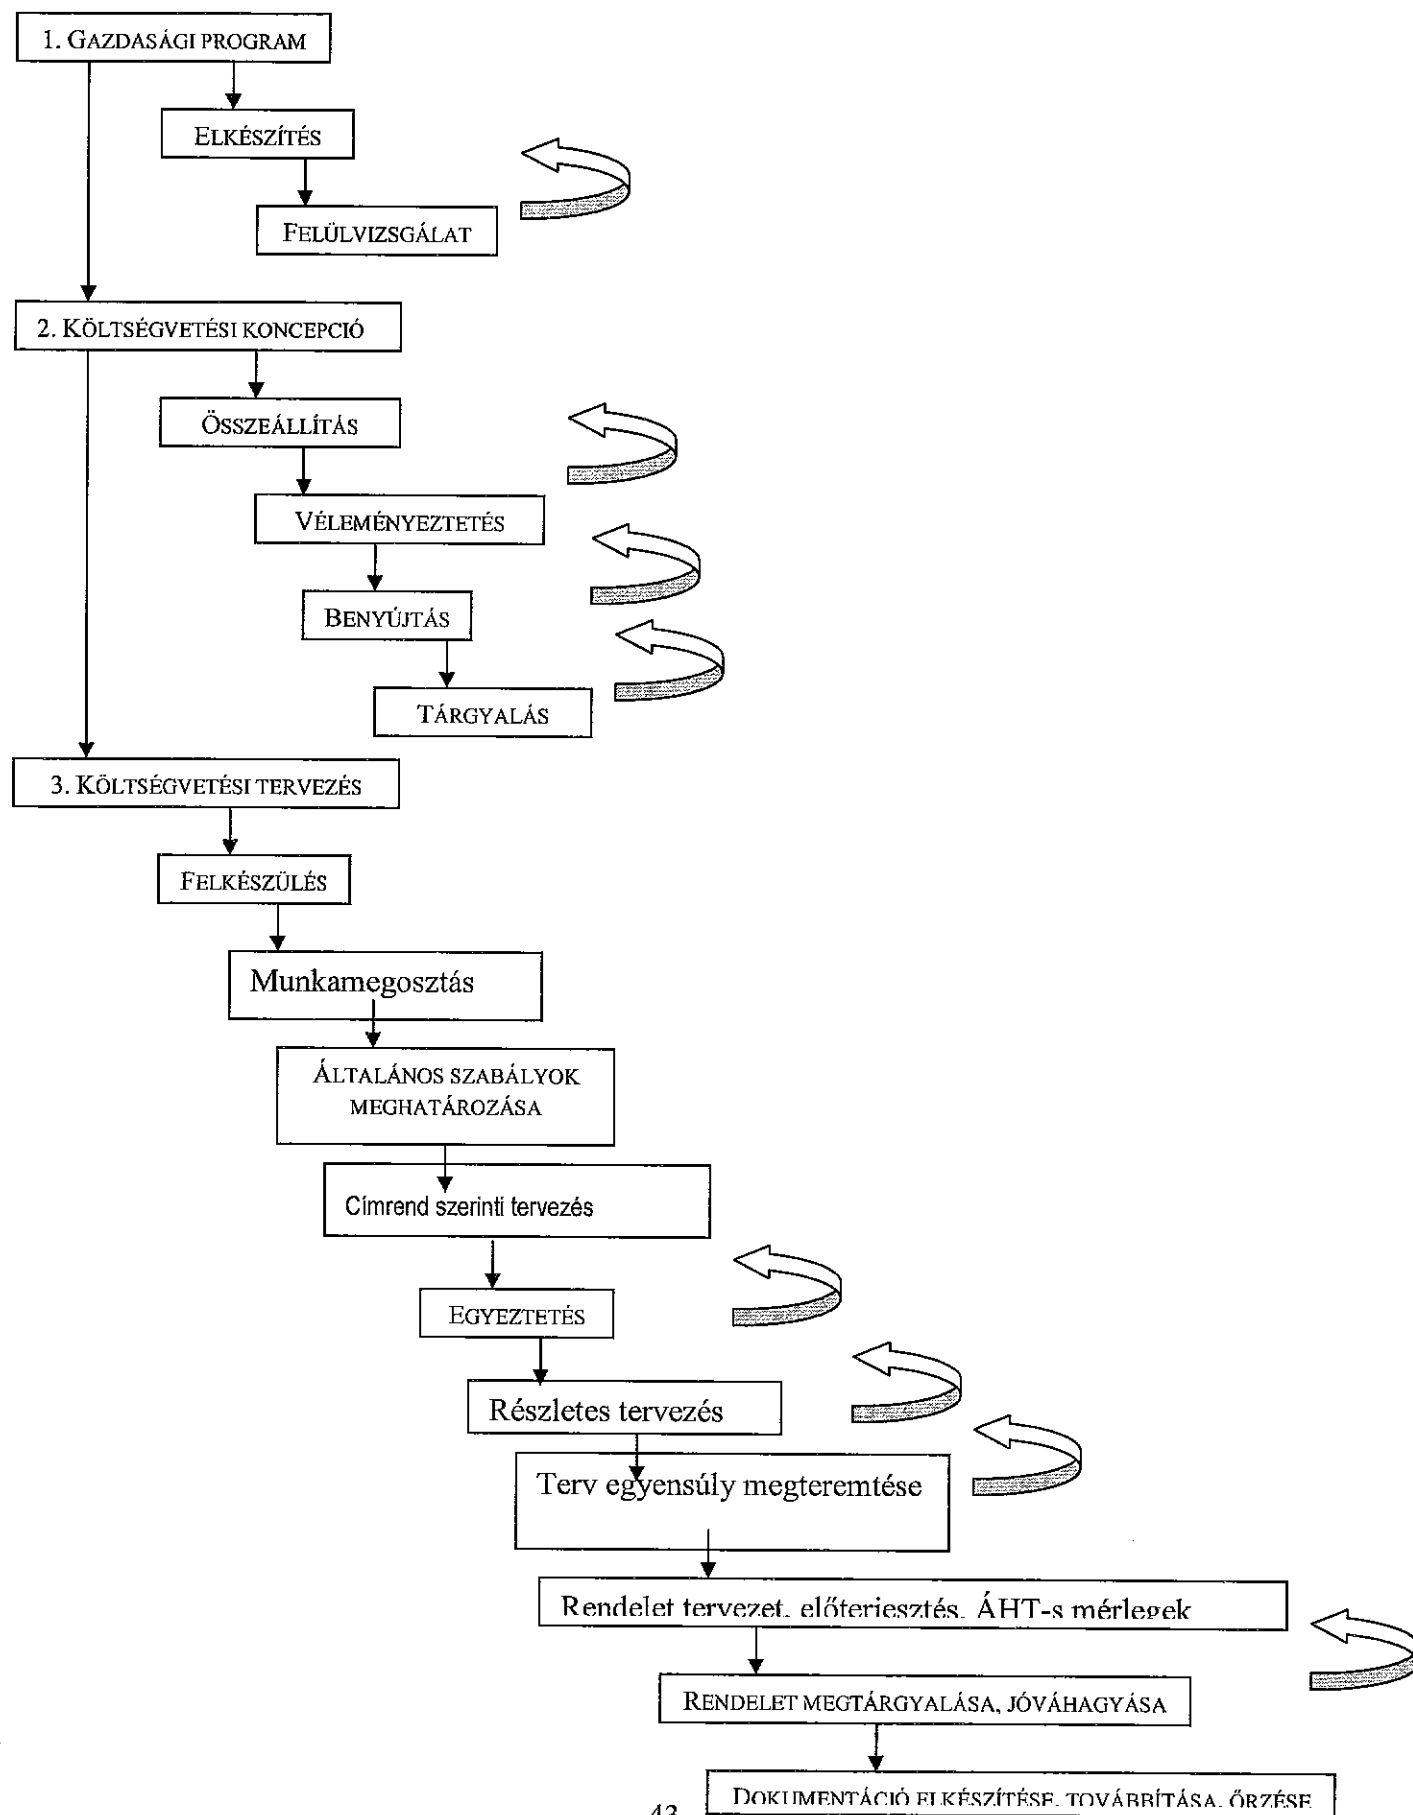 1. GAZDASÁGI PROGRAM
ELKÉSZÍTÉS
FELÜLVIZSGÁLAT
2. KÖLTSÉGVETÉSI KONCEPCIÓ
ÖSSZEÁLLÍTÁS
VÉLEMÉNYEZTETÉS
BENYÚJTÁS
TÁRGYALÁS
3. KÖLTSÉGVETÉSI TERVEZÉS
FELKÉSZÜLÉS
Munkamegosztás
ÁLTALÁNOS SZABÁLYOK
MEGHATÁROZÁSA
Címrend szerinti tervezés
EGYEZTETÉS
Részletes tervezés
Terv egyensúly megteremtése
Rendelet tervezet, előterjesztés, ÁHT-s mérlegek
RENDELET MEGTÁRGYALÁSA, JÓVÁHAGYÁSA
DOKUMENTÁCIÓ ELKÉSZÍTÉSE, TOVÁBBÍTÁSA, ŐRZÉSE
43